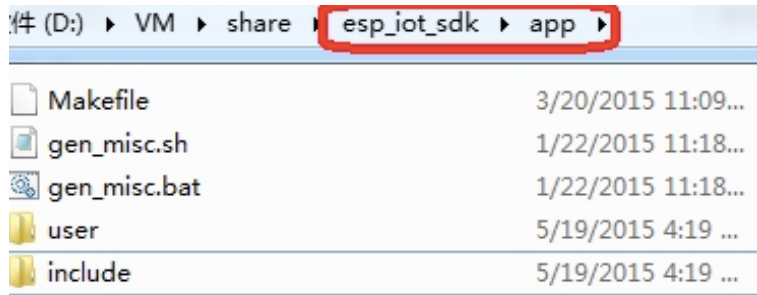 件 (D:) ▸ VM ▸ share ▸ esp_iot_sdk ▸ app ▸
Makefile 3/20/2015 11:09...
gen_misc.sh 1/22/2015 11:18...
gen_misc.bat 1/22/2015 11:18...
user 5/19/2015 4:19 ...
include 5/19/2015 4:19 ...